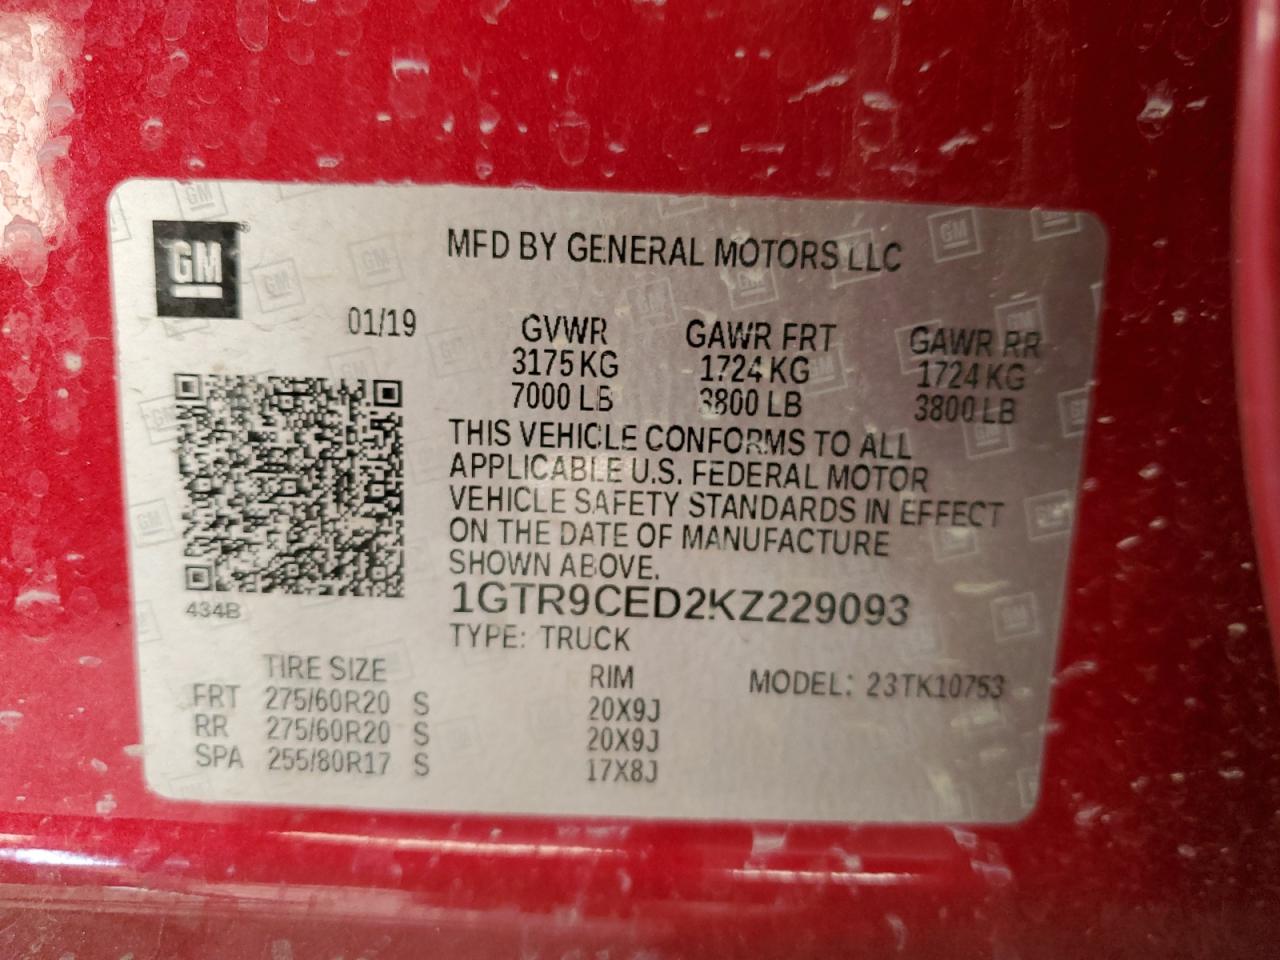 GM
MFD BY GENERAL MOTORS LLC
01/19 GVWR GAWR FRT GAWR RR
3175 KG 1724 KG 1724 KG
7000 LB 3800 LB 3800 LB
THIS VEHICLE CONFORMS TO ALL
APPLICABLE U.S. FEDERAL MOTOR
VEHICLE SAFETY STANDARDS IN EFFECT
ON THE DATE OF MANUFACTURE
SHOWN ABOVE.
434B
1GTR9CED2KZ229093
TYPE: TRUCK
TIRE SIZE RIM MODEL: 23TK10753
FRT 275/60R20 S 20X9J
RR 275/60R20 S 20X9J
SPA 255/80R17 S 17X8J